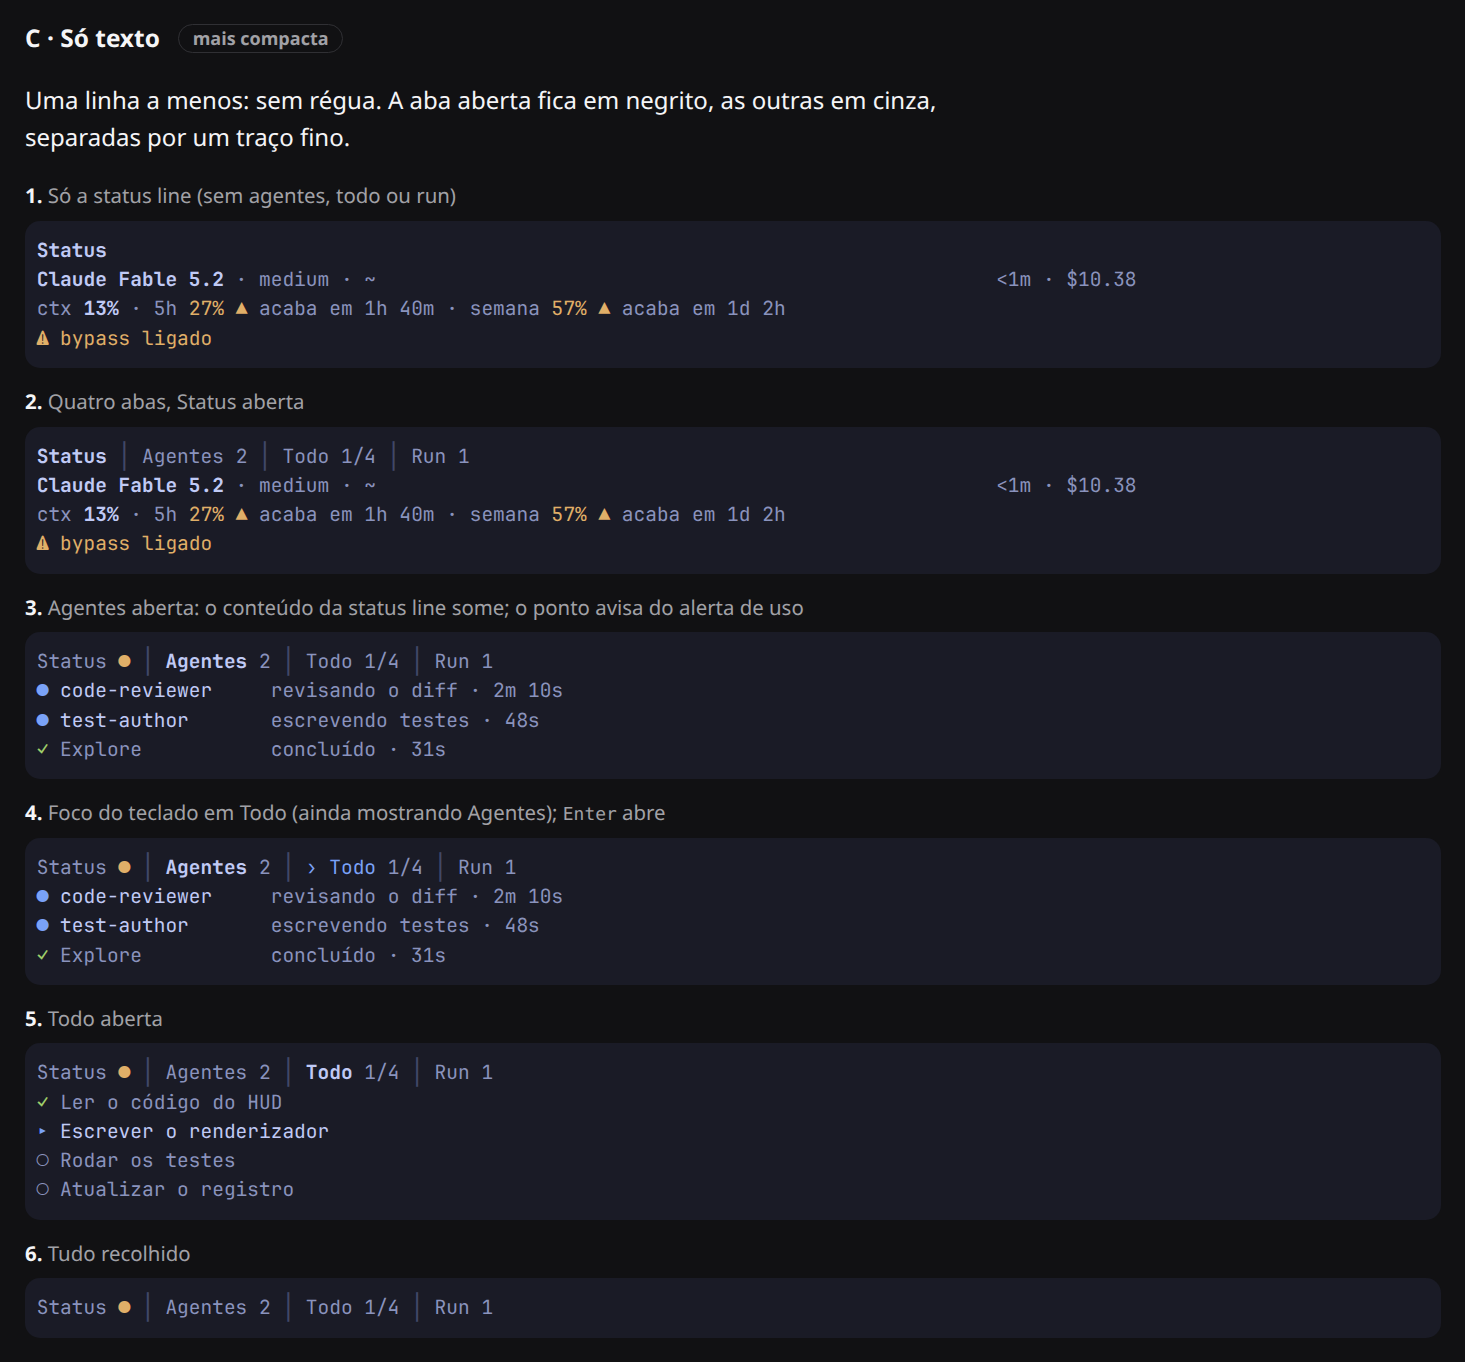 C · Só texto mais compacta
Uma linha a menos: sem régua. A aba aberta fica em negrito, as outras em cinza,
separadas por um traço fino.
1. Só a status line (sem agentes, todo ou run)
Status
Claude Fable 5.2 · medium · ~ <1m · $10.38
ctx 13% · 5h 27% ▲ acaba em 1h 40m · semana 57% ▲ acaba em 1d 2h
⚠ bypass ligado
2. Quatro abas, Status aberta
Status │ Agentes 2 │ Todo 1/4 │ Run 1
Claude Fable 5.2 · medium · ~ <1m · $10.38
ctx 13% · 5h 27% ▲ acaba em 1h 40m · semana 57% ▲ acaba em 1d 2h
⚠ bypass ligado
3. Agentes aberta: o conteúdo da status line some; o ponto avisa do alerta de uso
Status ● │ Agentes 2 │ Todo 1/4 │ Run 1
● code-reviewer revisando o diff · 2m 10s
● test-author escrevendo testes · 48s
✓ Explore concluído · 31s
4. Foco do teclado em Todo (ainda mostrando Agentes); Enter abre
Status ● │ Agentes 2 │ › Todo 1/4 │ Run 1
● code-reviewer revisando o diff · 2m 10s
● test-author escrevendo testes · 48s
✓ Explore concluído · 31s
5. Todo aberta
Status ● │ Agentes 2 │ Todo 1/4 │ Run 1
✓ Ler o código do HUD
▸ Escrever o renderizador
○ Rodar os testes
○ Atualizar o registro
6. Tudo recolhido
Status ● │ Agentes 2 │ Todo 1/4 │ Run 1